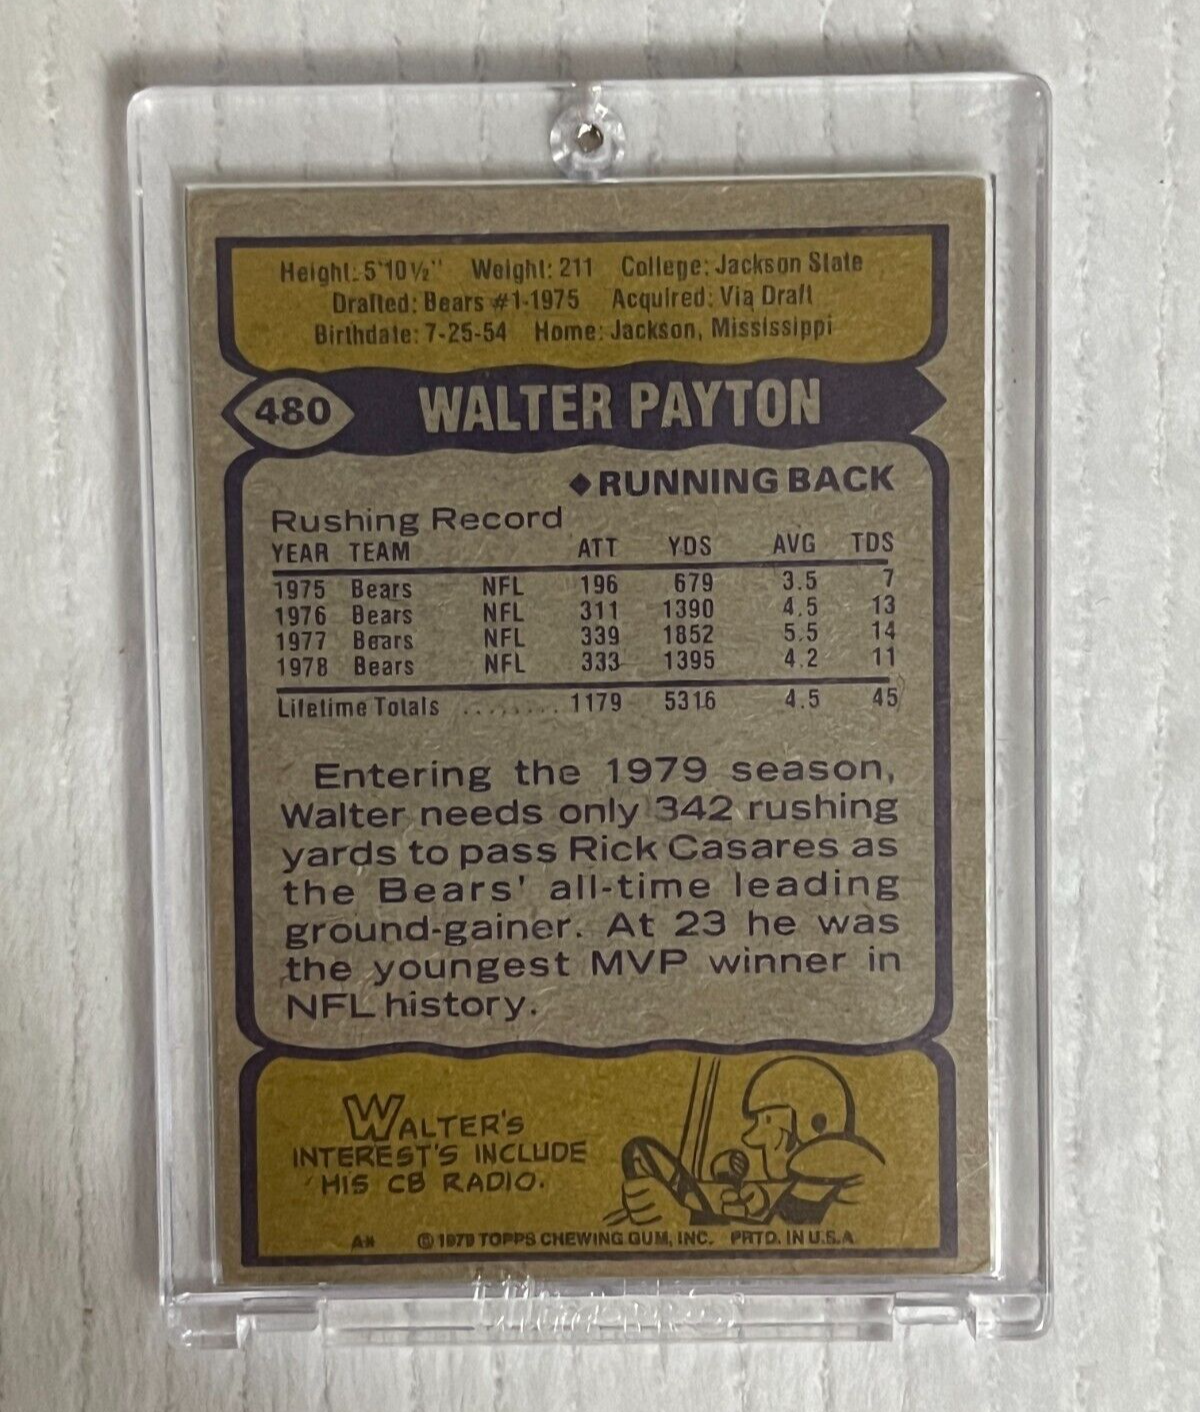 Height: 5'10½" Weight: 211 College: Jackson State
Drafted: Bears #1-1975 Acquired: Via Draft
Birthdate: 7-25-54 Home: Jackson, Mississippi
480 WALTER PAYTON
◆RUNNING BACK
Rushing Record
YEAR TEAM ATT YDS AVG TDS
1975 Bears NFL 196 679 3.5 7
1976 Bears NFL 311 1390 4.5 13
1977 Bears NFL 339 1852 5.5 14
1978 Bears NFL 333 1395 4.2 11
Lifetime Totals ........ 1179 5316 4.5 45
Entering the 1979 season,
Walter needs only 342 rushing
yards to pass Rick Casares as
the Bears' all-time leading
ground-gainer. At 23 he was
the youngest MVP winner in
NFL history.
WALTER'S
INTEREST'S INCLUDE
HIS CB RADIO.
© 1979 TOPPS CHEWING GUM, INC. PRTD. IN U.S.A.